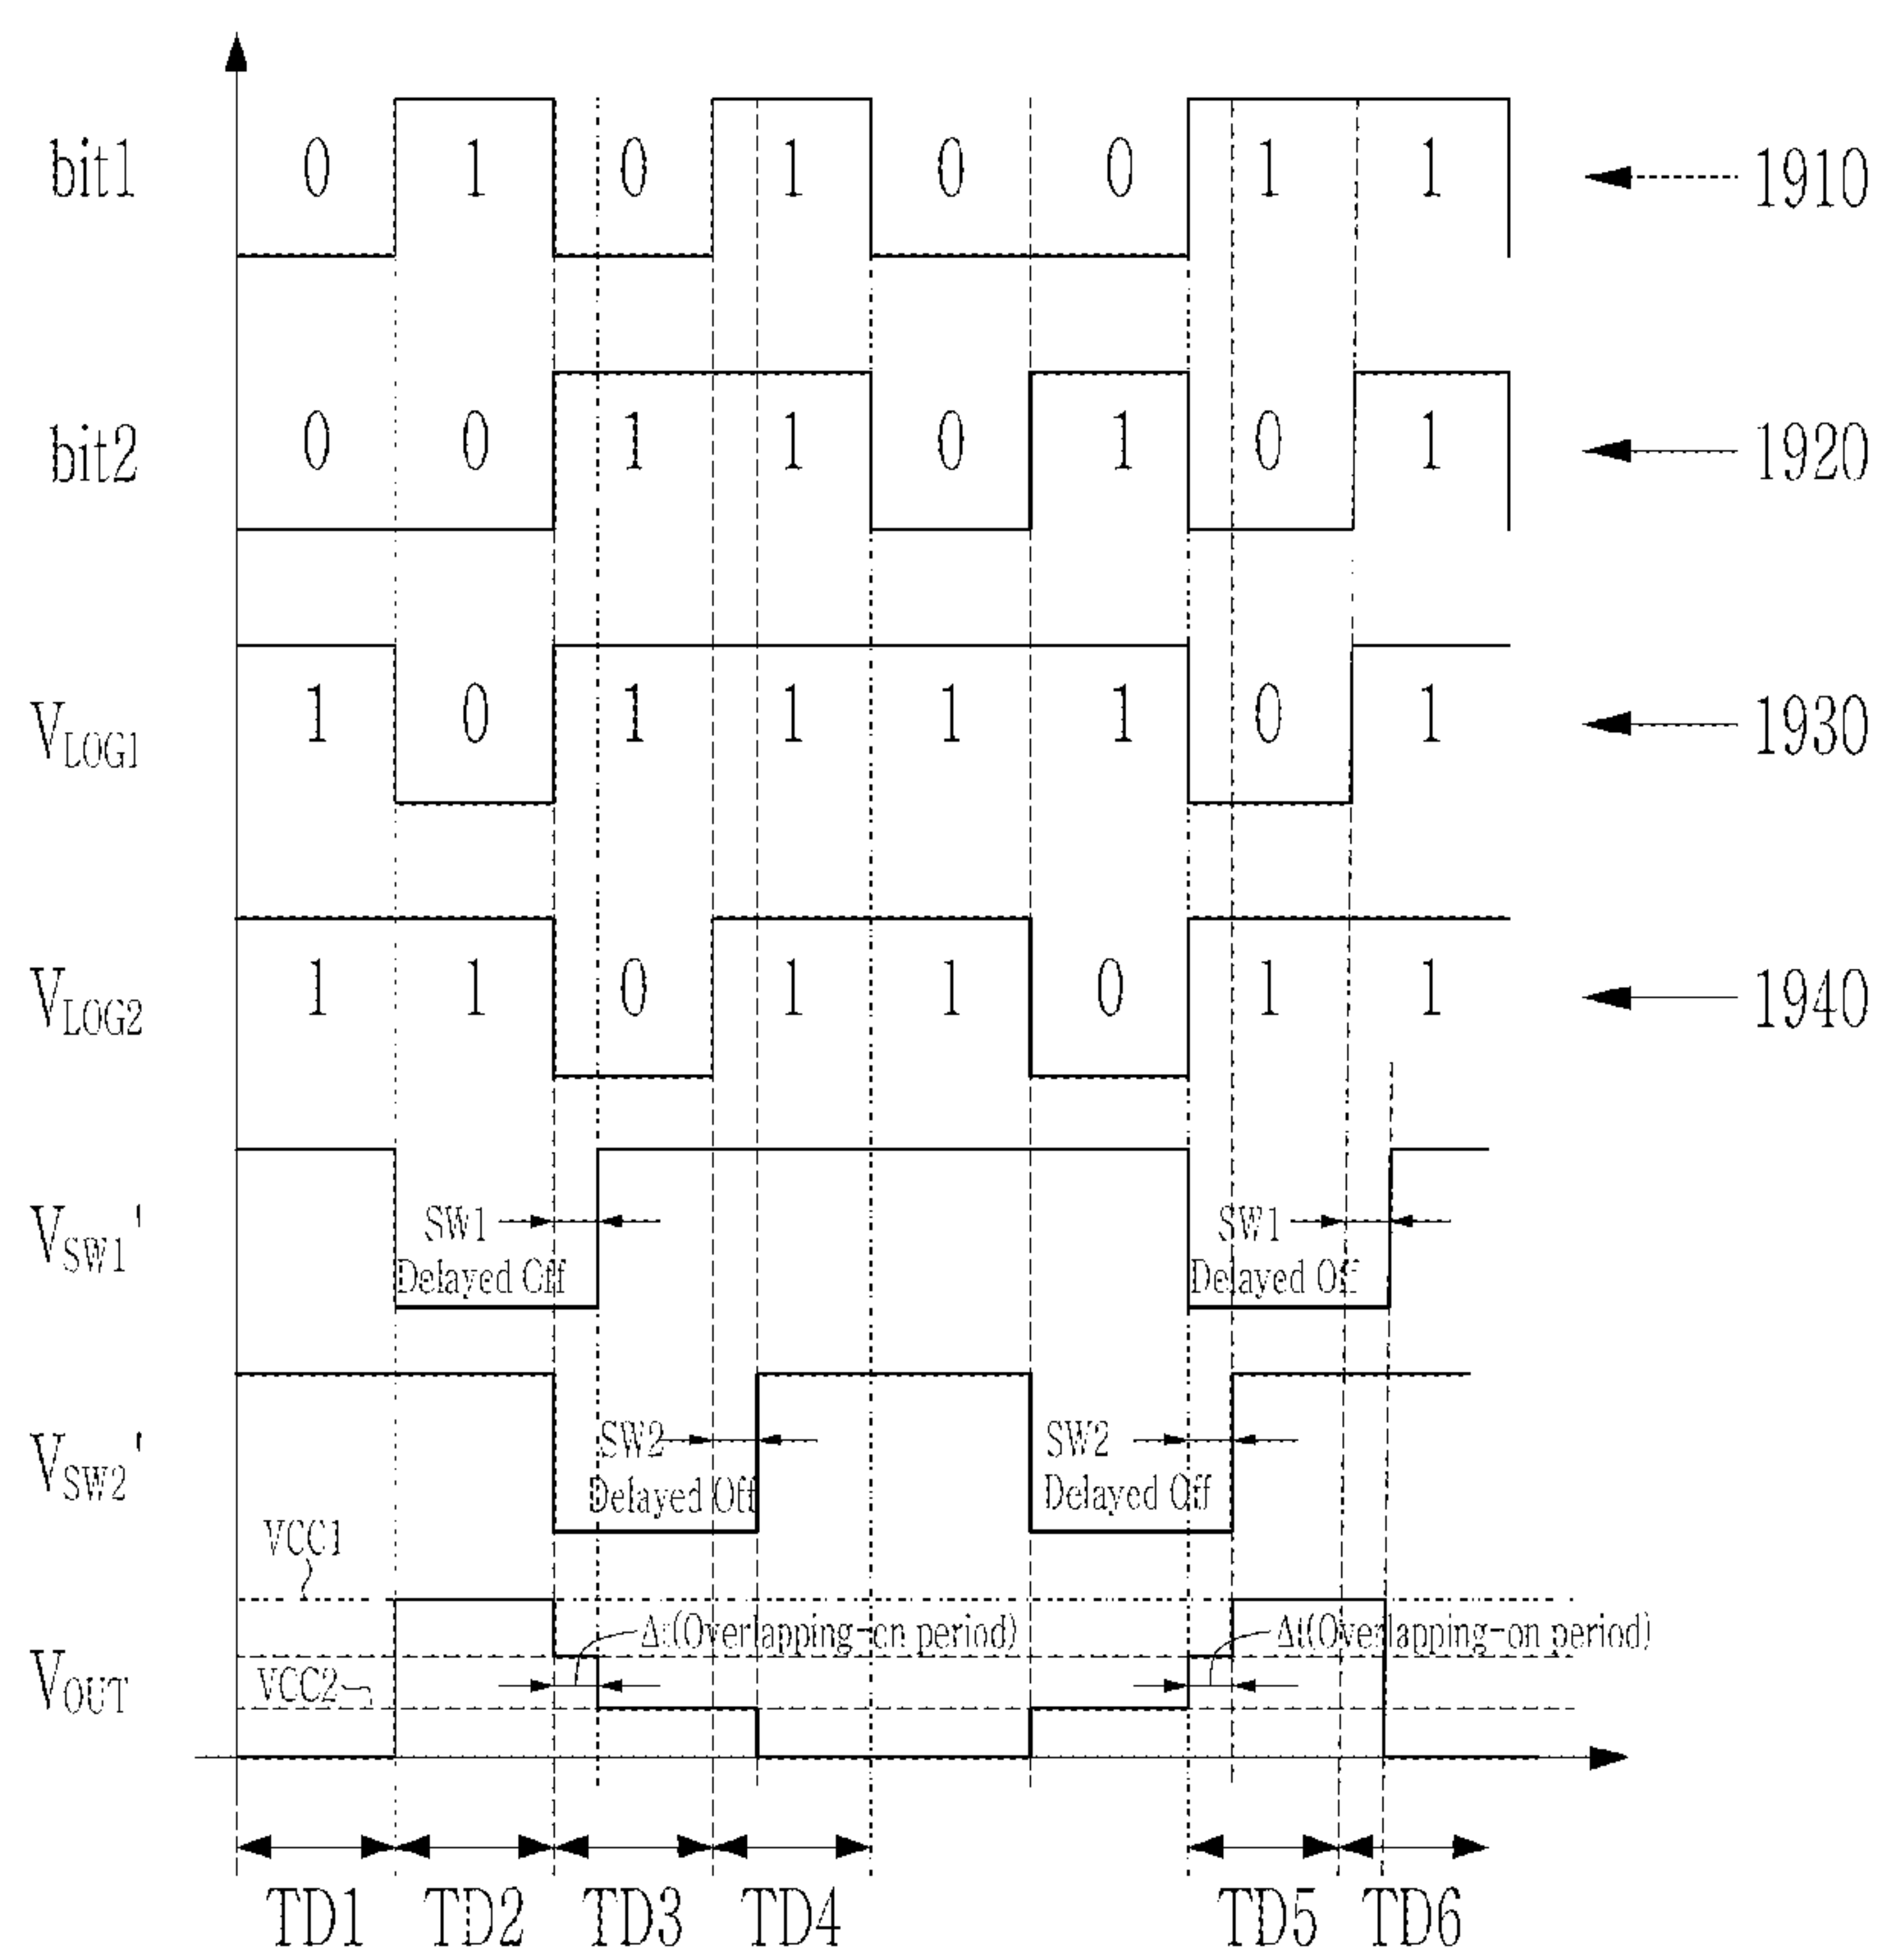 bit1 0 1 0 1 0 0 1 1 1910
bit2 0 0 1 1 0 1 0 1 1920
VLOG1 1 0 1 1 1 1 0 1 1930
VLOG2 1 1 0 1 1 0 1 1 1940
VSW1'
SW1
Delayed Off
SW1
Delayed Off
VSW2'
SW2
Delayed Off
SW2
Delayed Off
VCC1
VOUT
VCC2
Δt(Overlapping-on period)
Δt(Overlapping-on period)
TD1 TD2 TD3 TD4 TD5 TD6